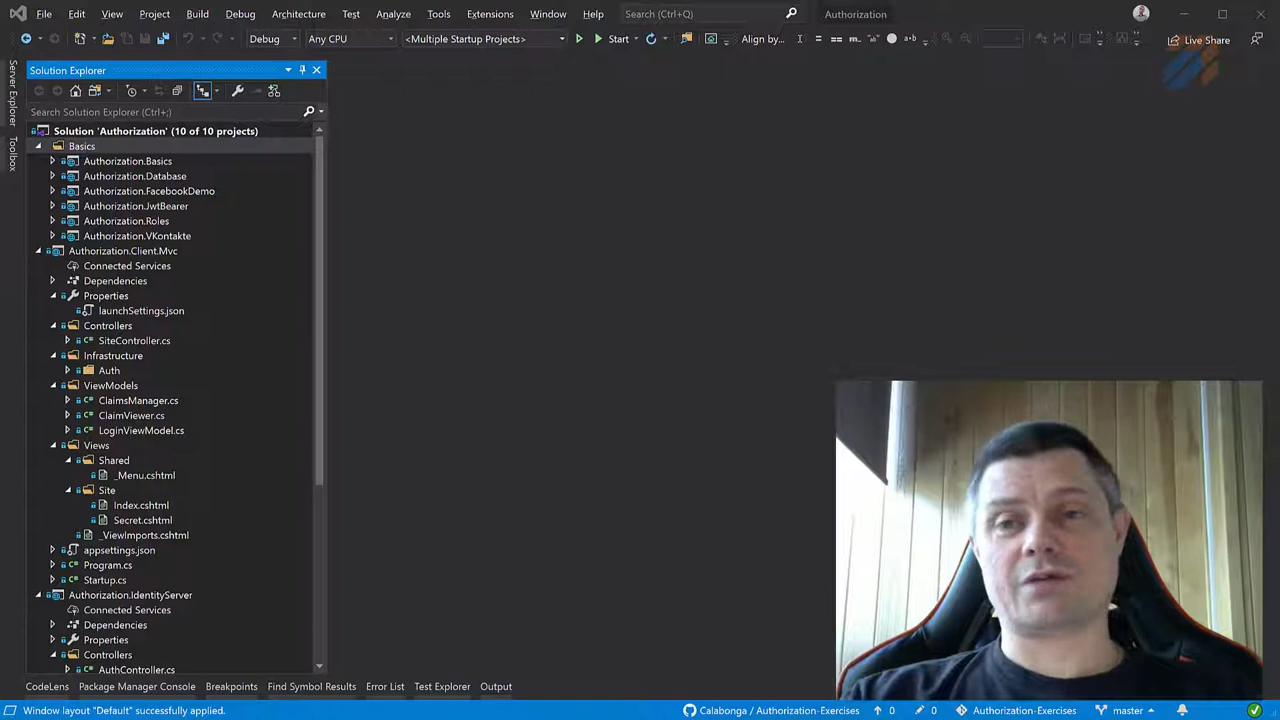 File Edit View Project Build Debug Architecture Test Analyze Tools Extensions Window Help Search (Ctrl+Q) Authorization
Debug Any CPU <Multiple Startup Projects> Start Align by...
Live Share
Server Explorer
Toolbox
Solution Explorer
Search Solution Explorer (Ctrl+;)
Solution 'Authorization' (10 of 10 projects)
Basics
Authorization.Basics
Authorization.Database
Authorization.FacebookDemo
Authorization.JwtBearer
Authorization.Roles
Authorization.VKontakte
Authorization.Client.Mvc
Connected Services
Dependencies
Properties
launchSettings.json
Controllers
SiteController.cs
Infrastructure
Auth
ViewModels
ClaimsManager.cs
ClaimViewer.cs
LoginViewModel.cs
Views
Shared
_Menu.cshtml
Site
Index.cshtml
Secret.cshtml
_ViewImports.cshtml
appsettings.json
Program.cs
Startup.cs
Authorization.IdentityServer
Connected Services
Dependencies
Properties
Controllers
AuthController.cs
CodeLens Package Manager Console Breakpoints Find Symbol Results Error List Test Explorer Output
Window layout "Default" successfully applied. Calabonga / Authorization-Exercises 0 0 Authorization-Exercises master